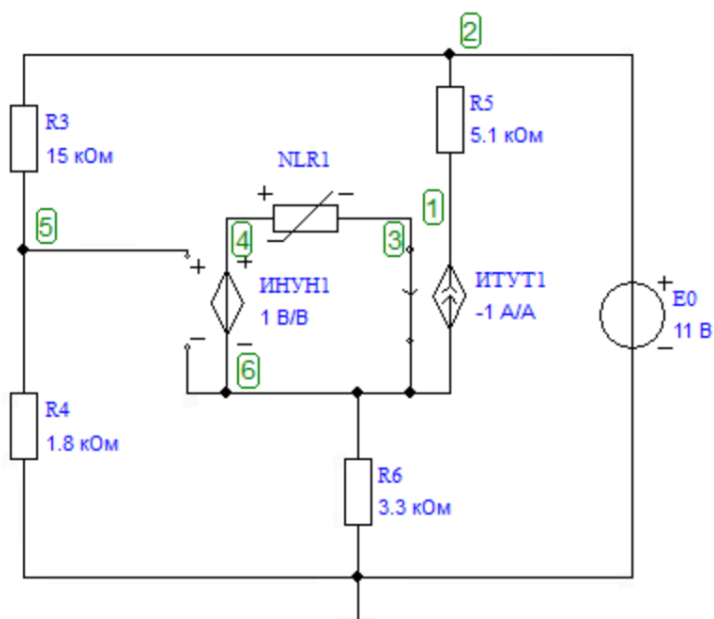 2
R3
15 кОм
R5
5.1 кОм
NLR1
+
−
1
5
4
3
+
+
ИНУН1
1 В/В
ИТУТ1
-1 А/А
+
E0
11 В
−
−
−
6
R4
1.8 кОм
R6
3.3 кОм